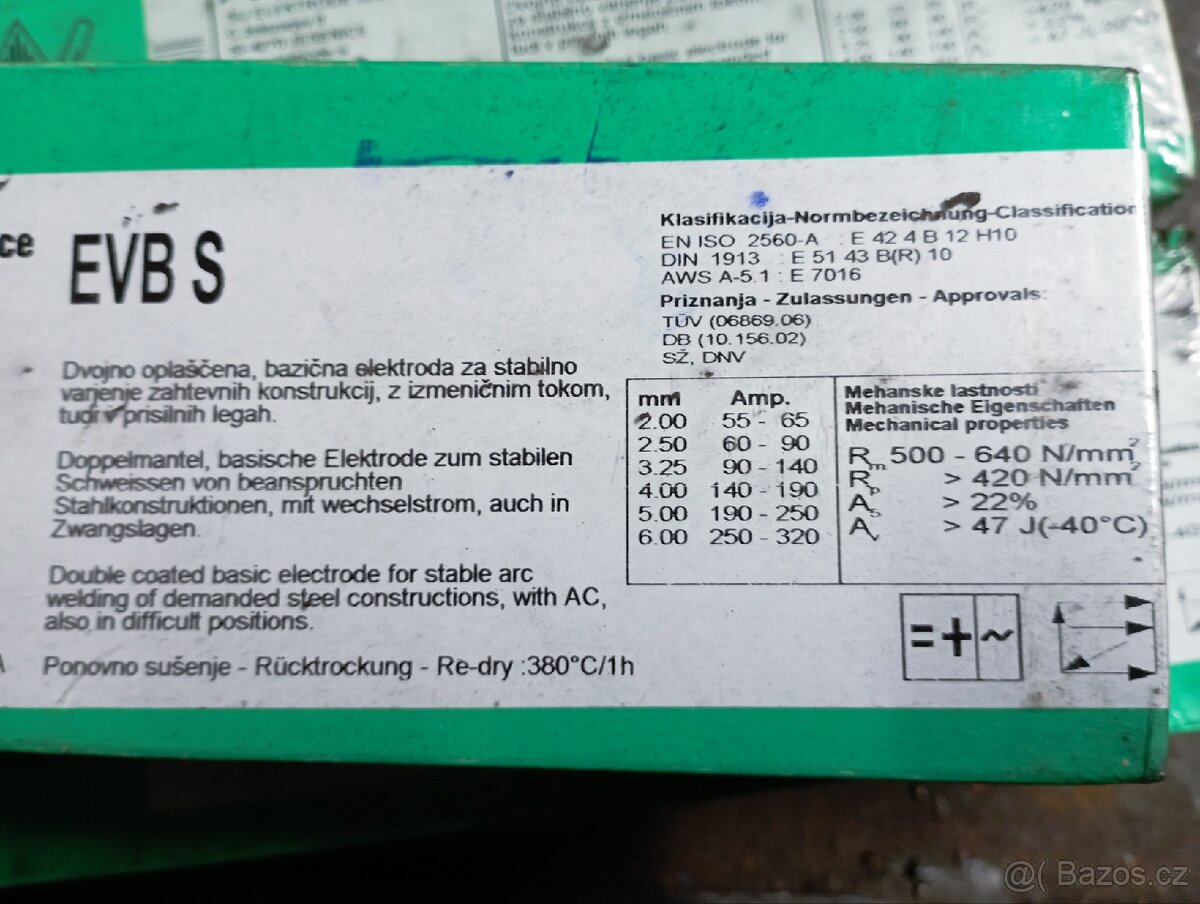 ce EVB S
Dvojno oplaščena, bazična elektroda za stabilno
varjenje zahtevnih konstrukcij, z izmeničnim tokom,
tudi v prisilnih legah.
Doppelmantel, basische Elektrode zum stabilen
Schweissen von beanspruchten
Stahlkonstruktionen, mit wechselstrom, auch in
Zwangslagen.
Double coated basic electrode for stable arc
welding of demanded steel constructions, with AC,
also in difficult positions.
Ponovno sušenje - Rücktrockung - Re-dry :380°C/1h
Klasifikacija-Normbezeichnung-Classification
EN ISO 2560-A : E 42 4 B 12 H10
DIN 1913 : E 51 43 B(R) 10
AWS A-5.1 : E 7016
Priznanja - Zulassungen - Approvals:
TÜV (06869.06)
DB (10.156.02)
SŽ, DNV
mm Amp.
2.00 55 - 65
2.50 60 - 90
3.25 90 - 140
4.00 140 - 190
5.00 190 - 250
6.00 250 - 320
Mehanske lastnosti
Mehanische Eigenschaften
Mechanical properties
Rm 500 - 640 N/mm²
Rp > 420 N/mm²
A5 > 22%
Av > 47 J(-40°C)
=+ ~
@( Bazos.cz